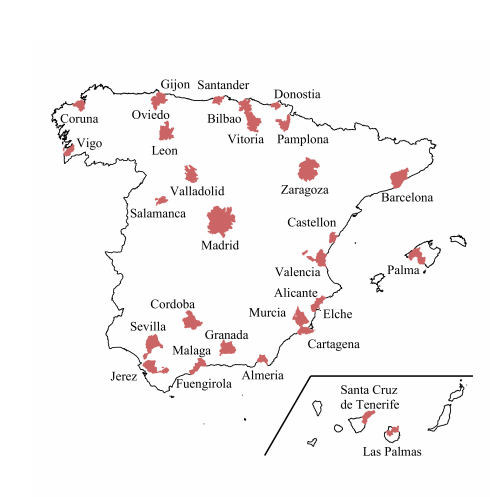 Gijon
Santander
Donostia
Coruna
Oviedo
Bilbao
Vigo
Leon
Vitoria
Pamplona
Valladolid
Zaragoza
Barcelona
Salamanca
Castellon
Madrid
Valencia
Palma
Alicante
Cordoba
Murcia
Elche
Sevilla
Granada
Cartagena
Malaga
Jerez
Fuengirola
Almeria
Santa Cruz
de Tenerife
Las Palmas